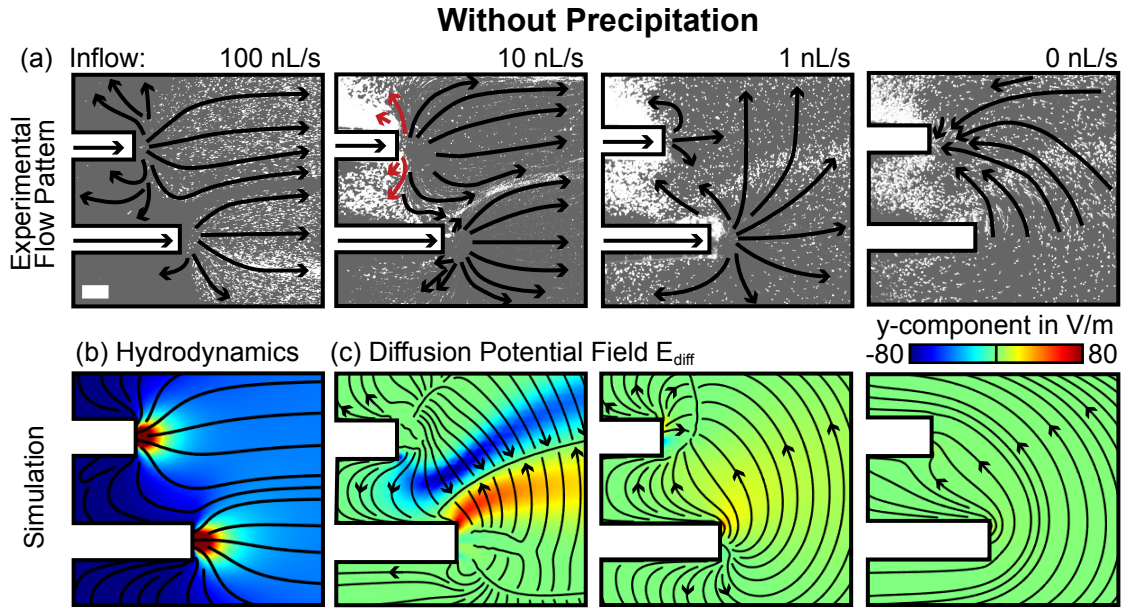 Without Precipitation
(a) Inflow: 100 nL/s 10 nL/s 1 nL/s 0 nL/s
Experimental
Flow Pattern
y-component in V/m
(b) Hydrodynamics (c) Diffusion Potential Field E_diff -80 80
Simulation